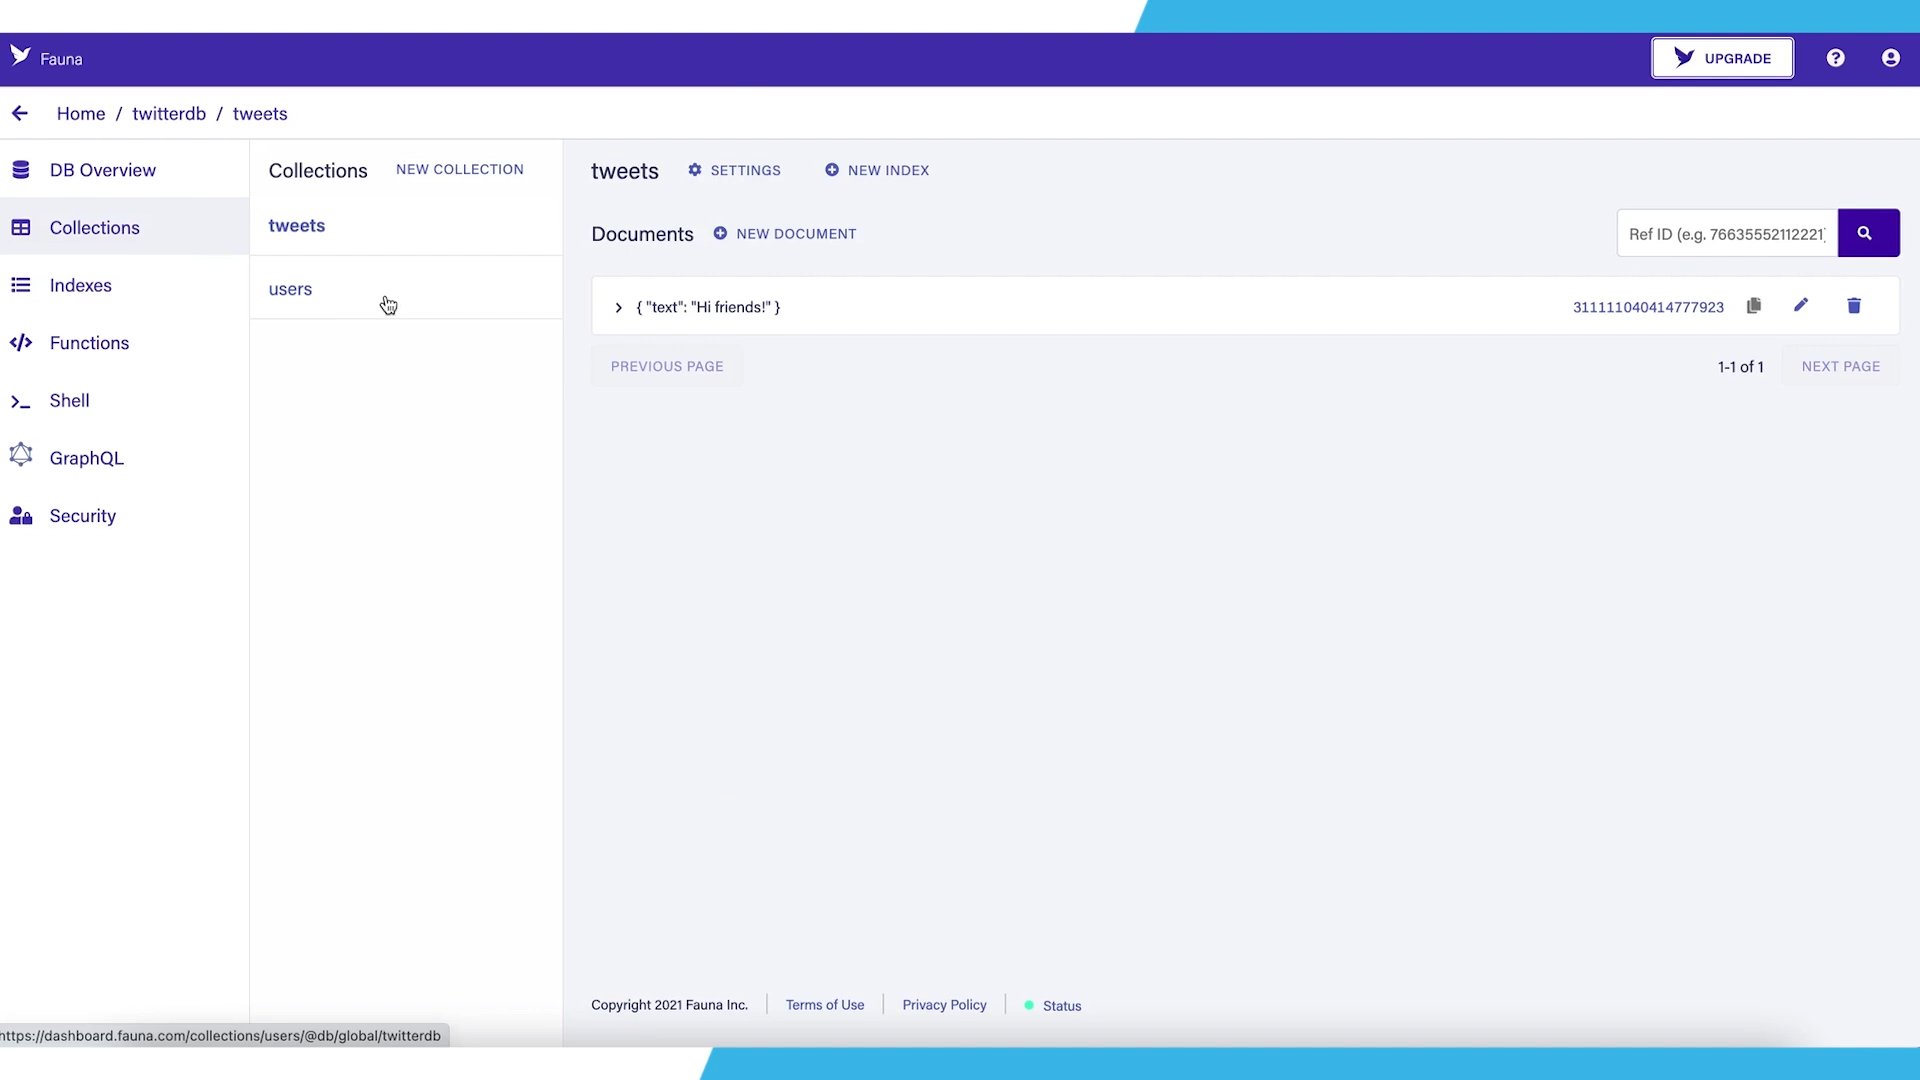 Fauna
UPGRADE
Home / twitterdb / tweets
DB Overview
Collections
Indexes
Functions
Shell
GraphQL
Security
Collections NEW COLLECTION
tweets
users
tweets SETTINGS NEW INDEX
Documents NEW DOCUMENT
Ref ID (e.g. 76635552112221
{ "text": "Hi friends!" } 311111040414777923
PREVIOUS PAGE 1-1 of 1 NEXT PAGE
Copyright 2021 Fauna Inc. Terms of Use Privacy Policy Status
https://dashboard.fauna.com/collections/users/@db/global/twitterdb